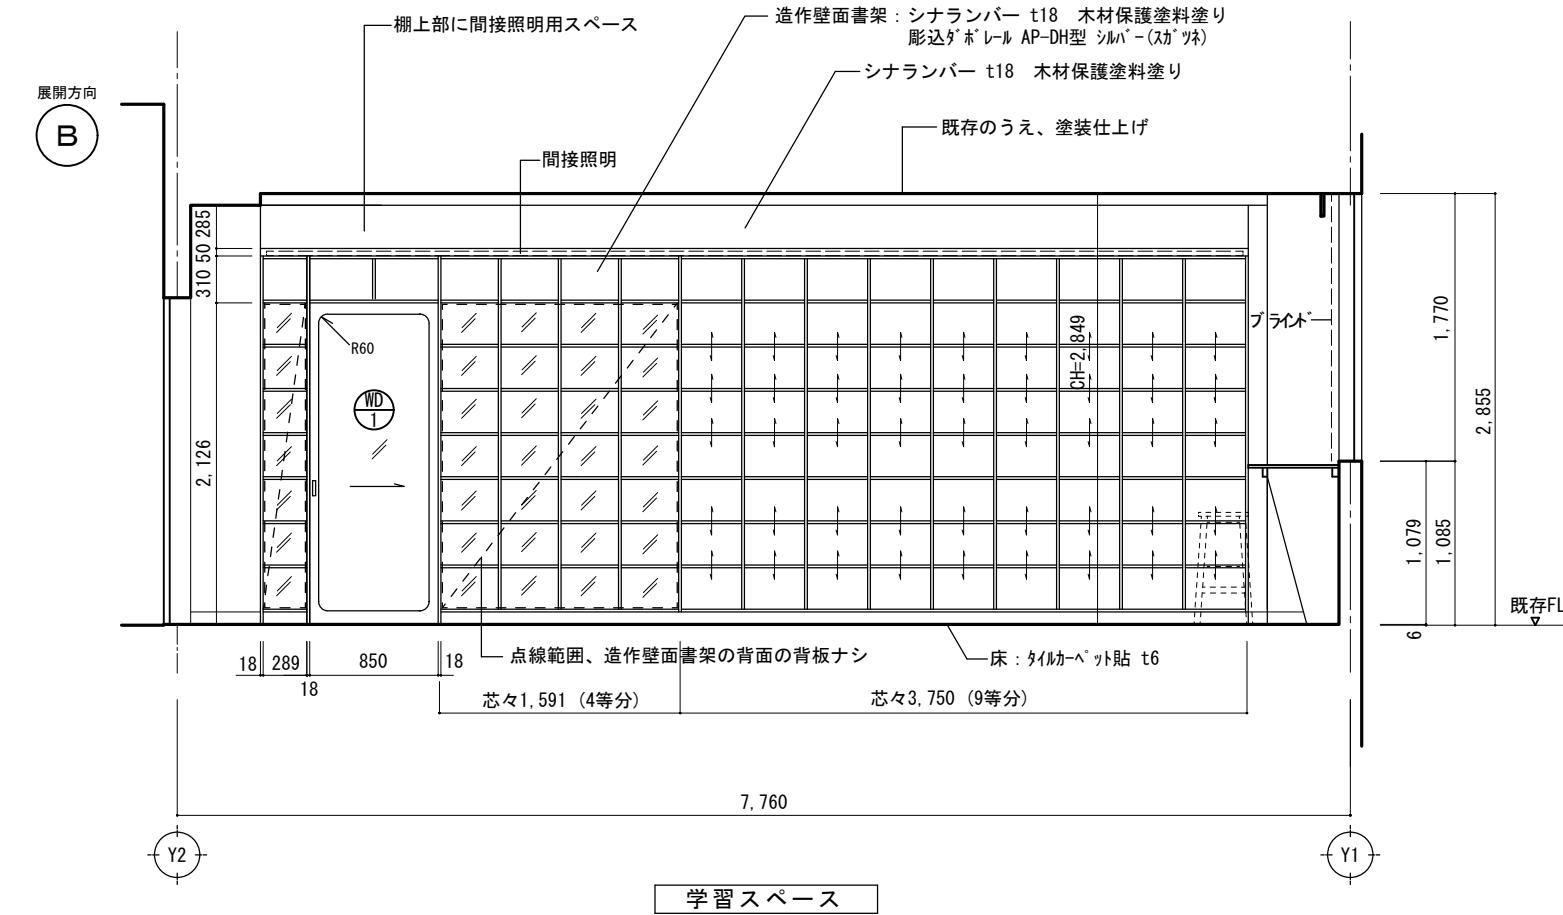 棚上部に間接照明用スペース
造作壁面書架：シナランバー t18　木材保護塗料塗り
彫込ﾀﾞﾎﾞﾚｰﾙ AP-DH型 ｼﾙﾊﾞｰ(ｽｶﾞﾂﾈ)
シナランバー t18　木材保護塗料塗り
展開方向
B
既存のうえ、塗装仕上げ
間接照明
285
50
310
2,126
R60
WD
1
CH=2,849
ﾌﾞﾗｲﾝﾄﾞ
1,770
2,855
1,079
1,085
6
既存FL
18
289
18
850
18
点線範囲、造作壁面書架の背面の背板ナシ
床：ﾀｲﾙｶｰﾍﾟｯﾄ貼 t6
芯々1,591（4等分）
芯々3,750（9等分）
7,760
Y2
Y1
学習スペース